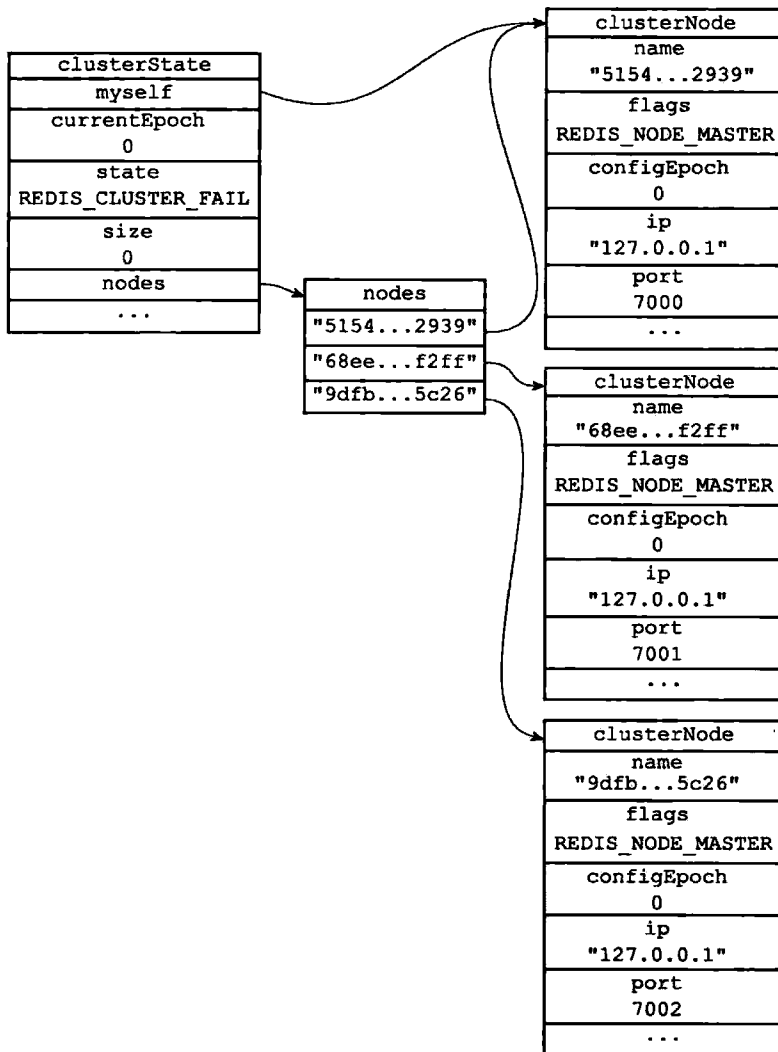 clusterState
myself
currentEpoch
0
state
REDIS_CLUSTER_FAIL
size
0
nodes
...
nodes
"5154...2939"
"68ee...f2ff"
"9dfb...5c26"
clusterNode
name
"5154...2939"
flags
REDIS_NODE_MASTER
configEpoch
0
ip
"127.0.0.1"
port
7000
...
clusterNode
name
"68ee...f2ff"
flags
REDIS_NODE_MASTER
configEpoch
0
ip
"127.0.0.1"
port
7001
...
clusterNode
name
"9dfb...5c26"
flags
REDIS_NODE_MASTER
configEpoch
0
ip
"127.0.0.1"
port
7002
...